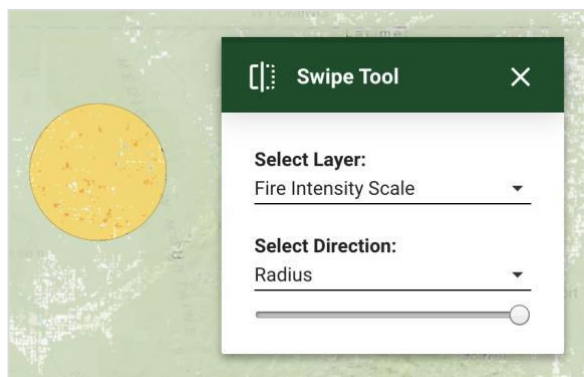 Swipe Tool
Select Layer:
Fire Intensity Scale
Select Direction:
Radius